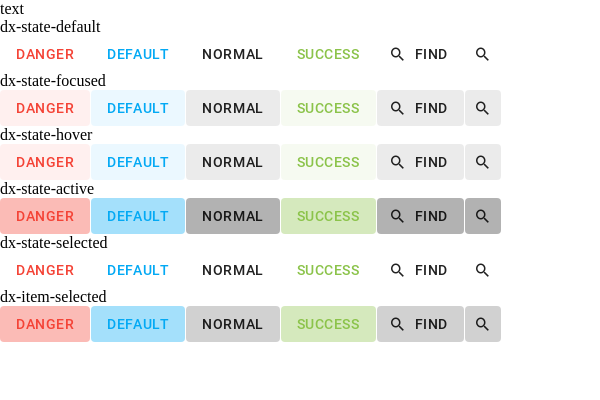 text
dx-state-default
DANGER DEFAULT NORMAL SUCCESS FIND
dx-state-focused
DANGER DEFAULT NORMAL SUCCESS FIND
dx-state-hover
DANGER DEFAULT NORMAL SUCCESS FIND
dx-state-active
DANGER DEFAULT NORMAL SUCCESS FIND
dx-state-selected
DANGER DEFAULT NORMAL SUCCESS FIND
dx-item-selected
DANGER DEFAULT NORMAL SUCCESS FIND